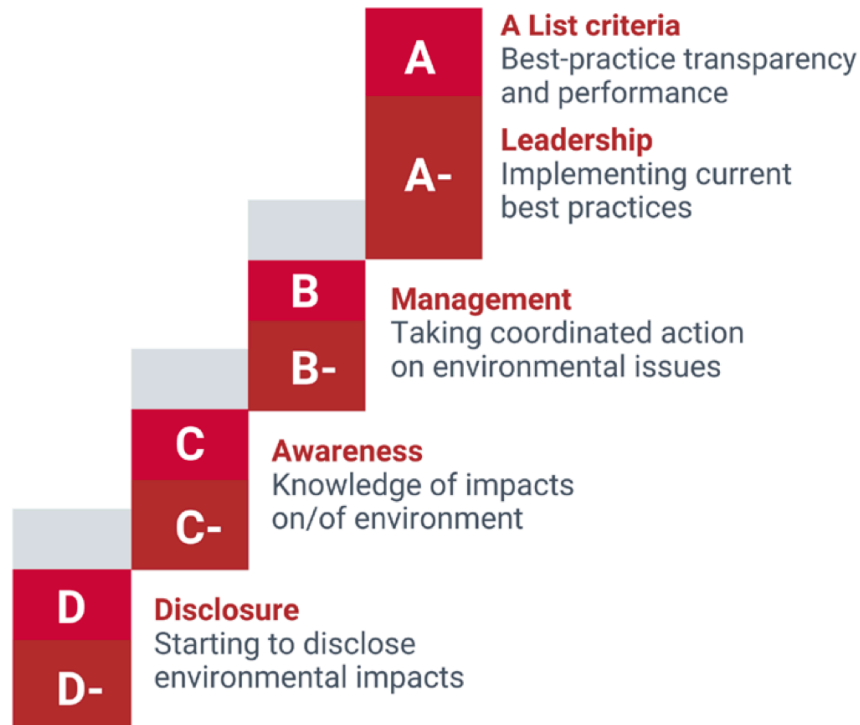 A
A List criteria
Best-practice transparency
and performance
A-
Leadership
Implementing current
best practices
B
B-
Management
Taking coordinated action
on environmental issues
C
C-
Awareness
Knowledge of impacts
on/of environment
D
D-
Disclosure
Starting to disclose
environmental impacts